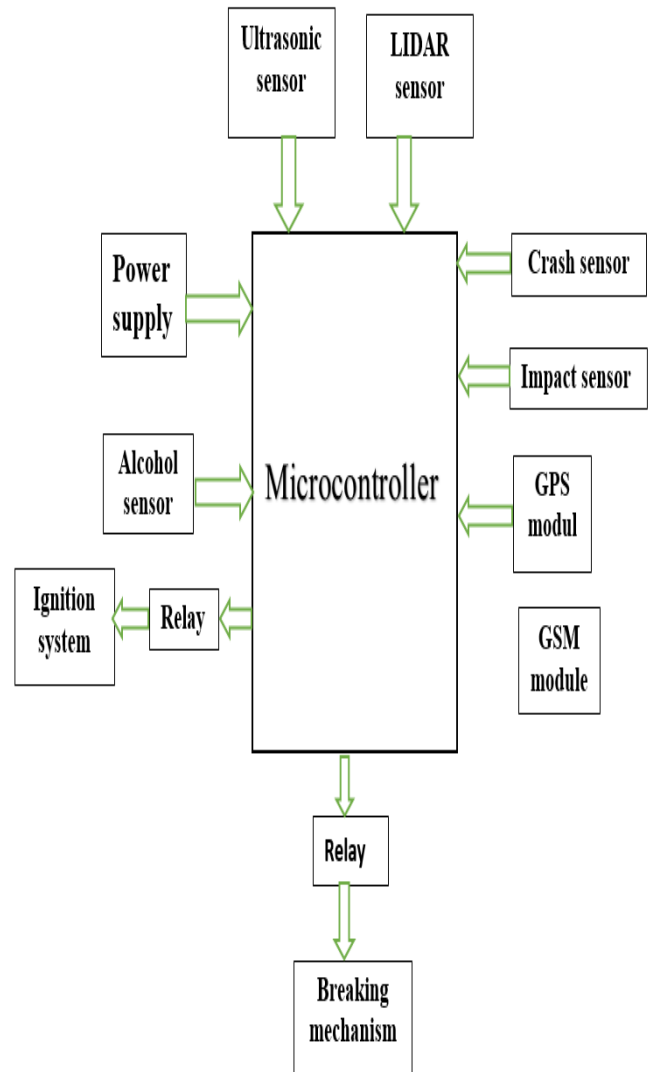 Ultrasonic
sensor
LIDAR
sensor
Power
supply
Crash sensor
Impact sensor
Alcohol
sensor
Microcontroller
GPS
modul
Ignition
system
Relay
GSM
module
Relay
Breaking
mechanism